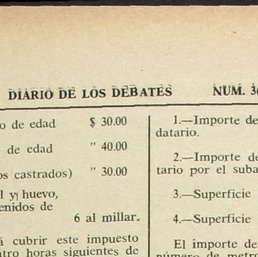 DIARIO DE LOS DEBATES NUM. 36
o de edad $ 30.00
de edad " 40.00
os castrados) " 30.00
l y huevo,
enidos de
6 al millar.
á cubrir este impuesto
atro horas siguientes de
1.—Importe de
datario.
2.—Importe de
tario por el suba
3.—Superficie
4.—Superficie
El importe de
número de metro